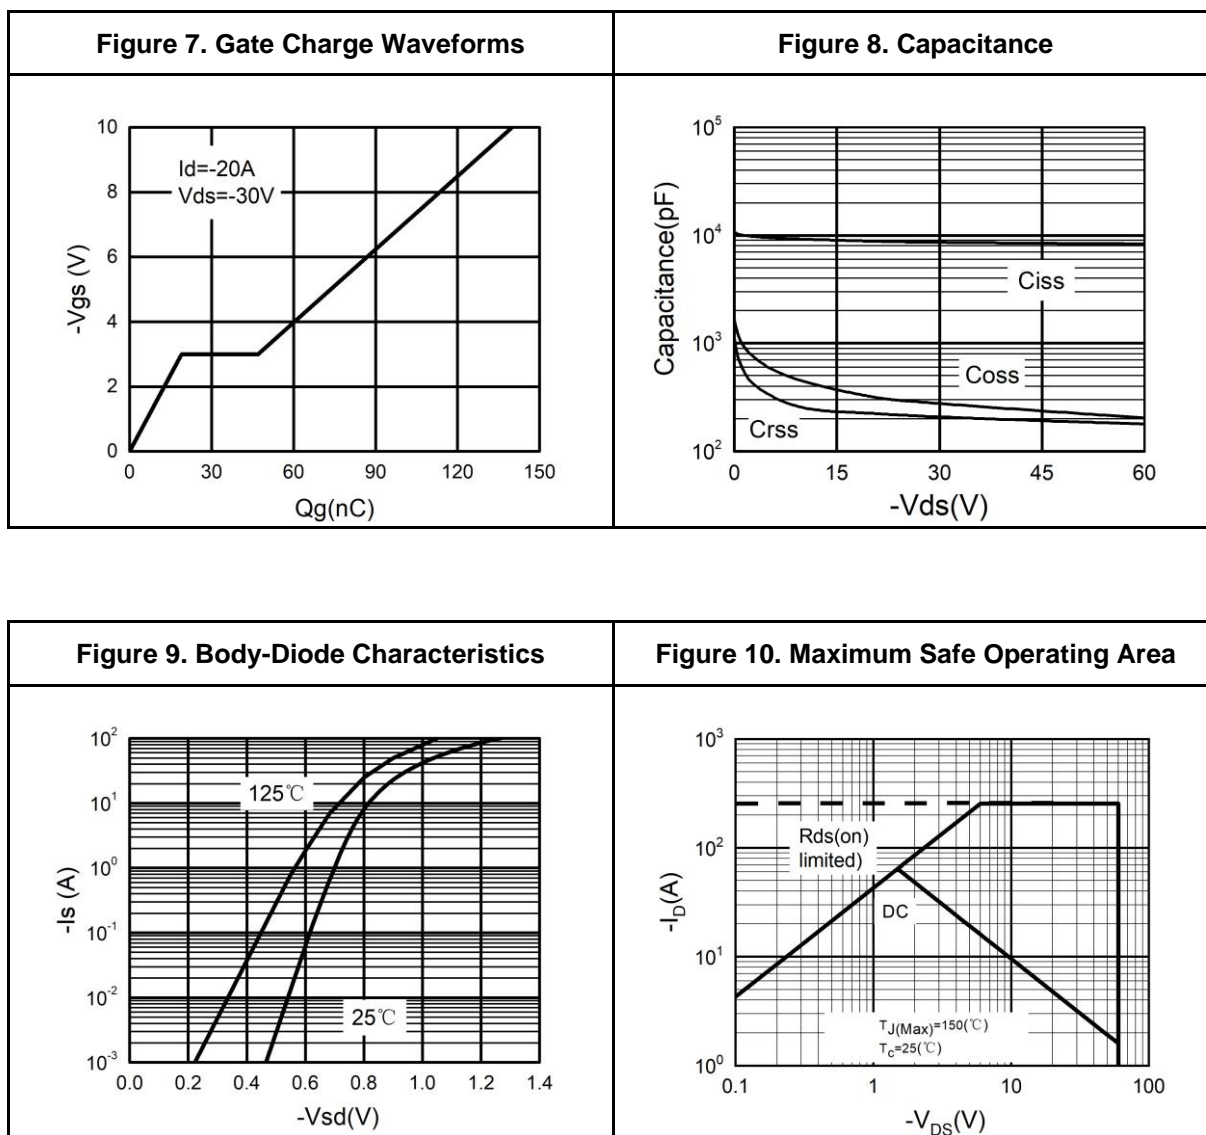 Figure 7. Gate Charge Waveforms
Figure 8. Capacitance
10
8
6
4
2
0
-Vgs (V)
Id=-20A
Vds=-30V
0 30 60 90 120 150
Qg(nC)
10^5
10^4
10^3
10^2
Capacitance(pF)
Ciss
Coss
Crss
0 15 30 45 60
-Vds(V)
Figure 9. Body-Diode Characteristics
Figure 10. Maximum Safe Operating Area
10^2
10^1
10^0
10^-1
10^-2
10^-3
-Is (A)
125℃
25℃
0.0 0.2 0.4 0.6 0.8 1.0 1.2 1.4
-Vsd(V)
10^3
10^2
10^1
10^0
-I_D(A)
Rds(on)
limited)
DC
T_J(Max)=150(℃)
T_c=25(℃)
0.1 1 10 100
-V_DS(V)